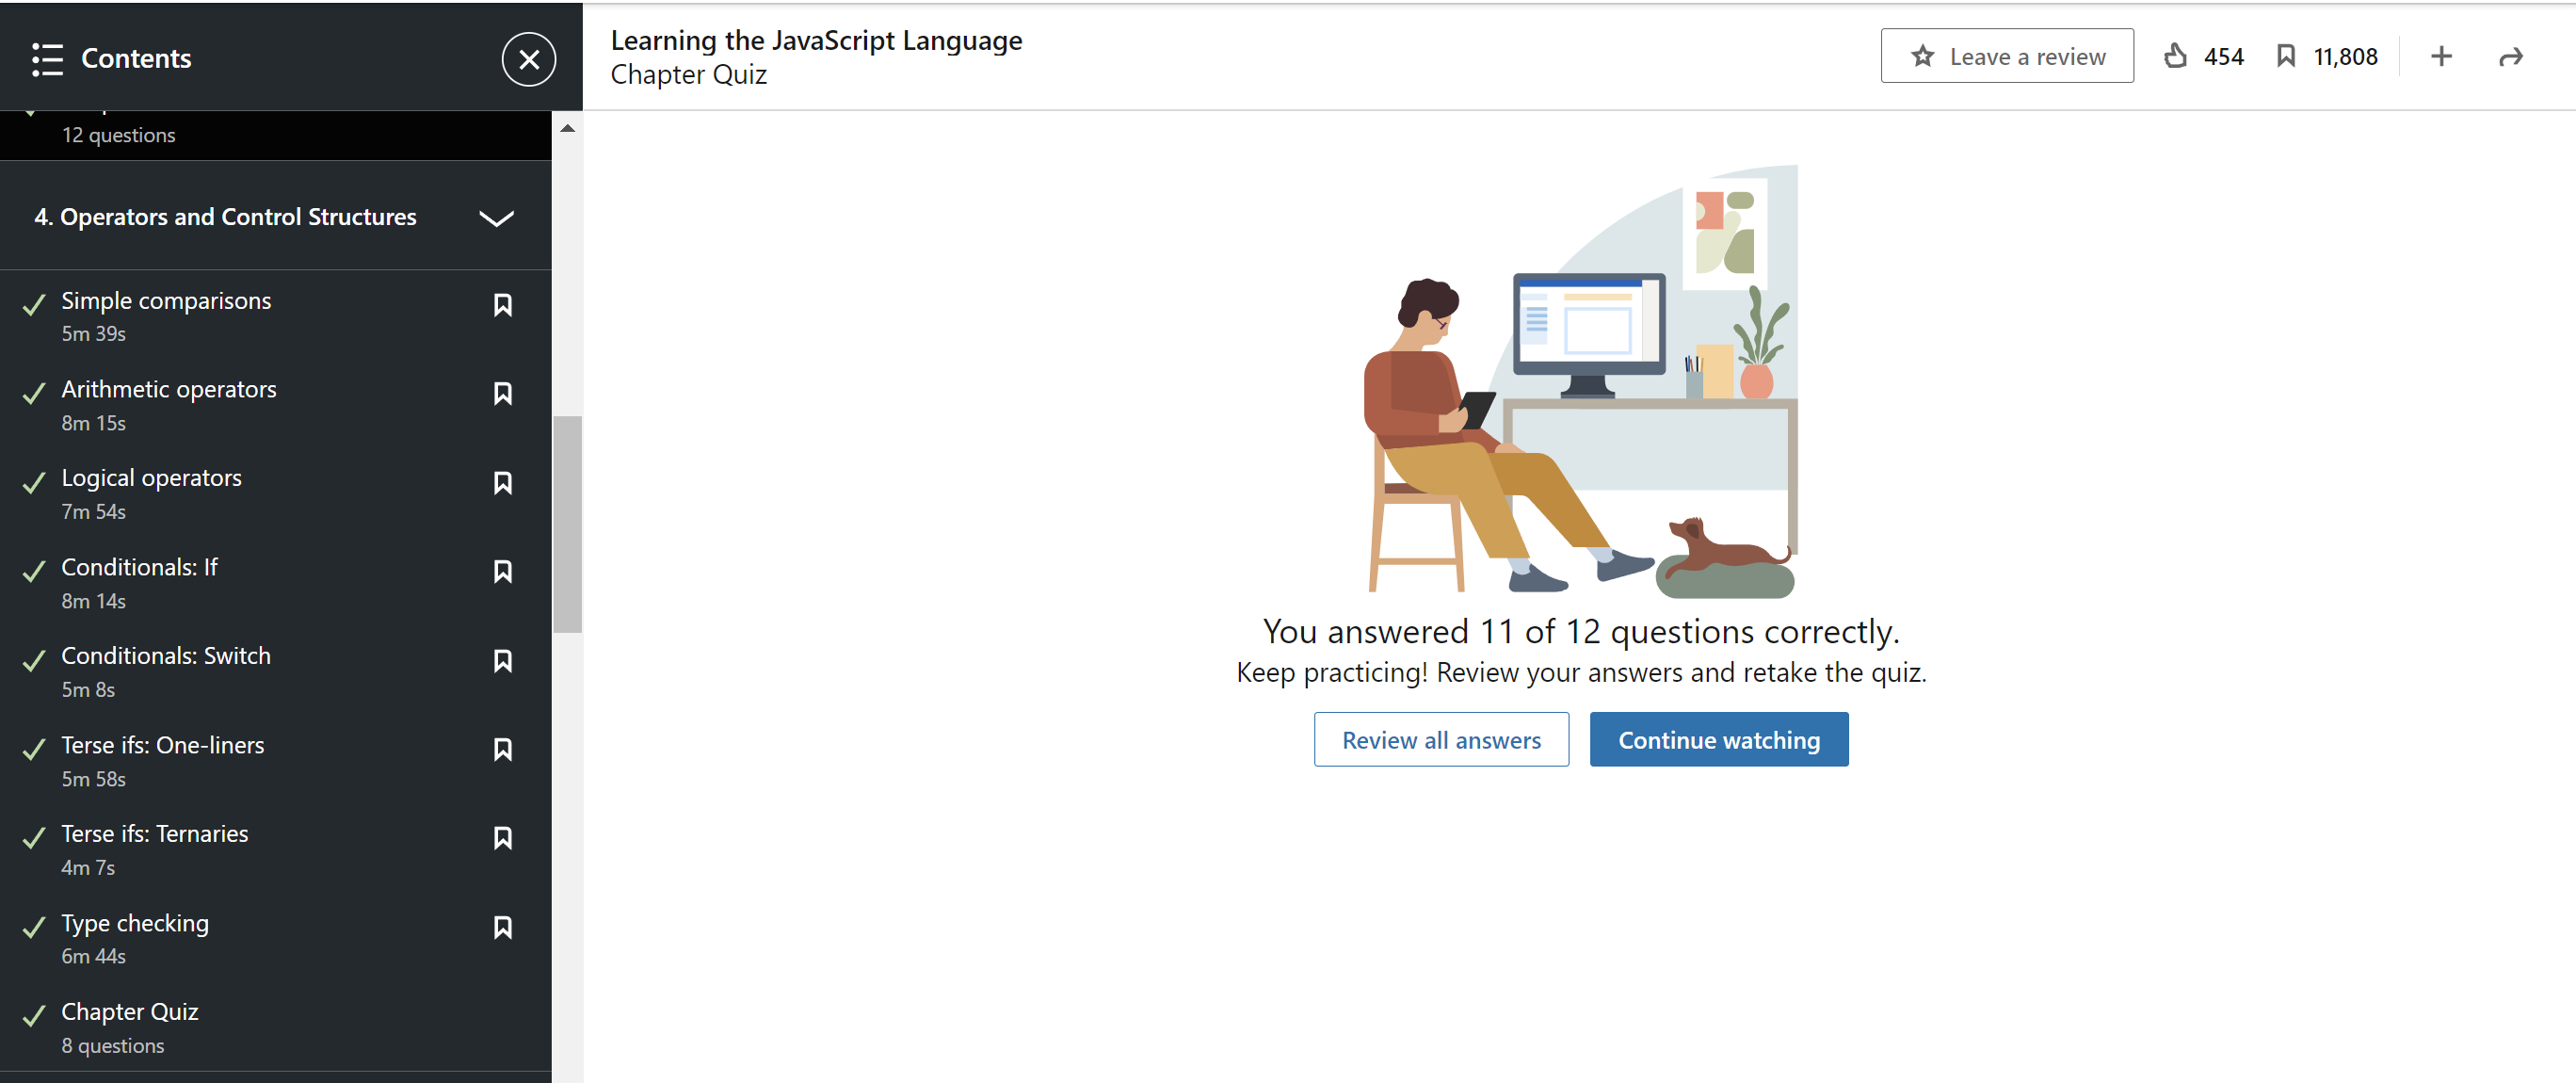 Contents
12 questions
4. Operators and Control Structures
Simple comparisons
5m 39s
Arithmetic operators
8m 15s
Logical operators
7m 54s
Conditionals: If
8m 14s
Conditionals: Switch
5m 8s
Terse ifs: One-liners
5m 58s
Terse ifs: Ternaries
4m 7s
Type checking
6m 44s
Chapter Quiz
8 questions
Learning the JavaScript Language
Chapter Quiz
Leave a review
454
11,808
You answered 11 of 12 questions correctly.
Keep practicing! Review your answers and retake the quiz.
Review all answers
Continue watching